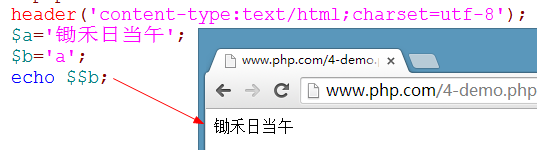 header('content-type:text/html;charset=utf-8');
$a='锄禾日当午';
$b='a';
echo $$b;
www.php.com/4-demo.p
www.php.com/4-demo.php
锄禾日当午